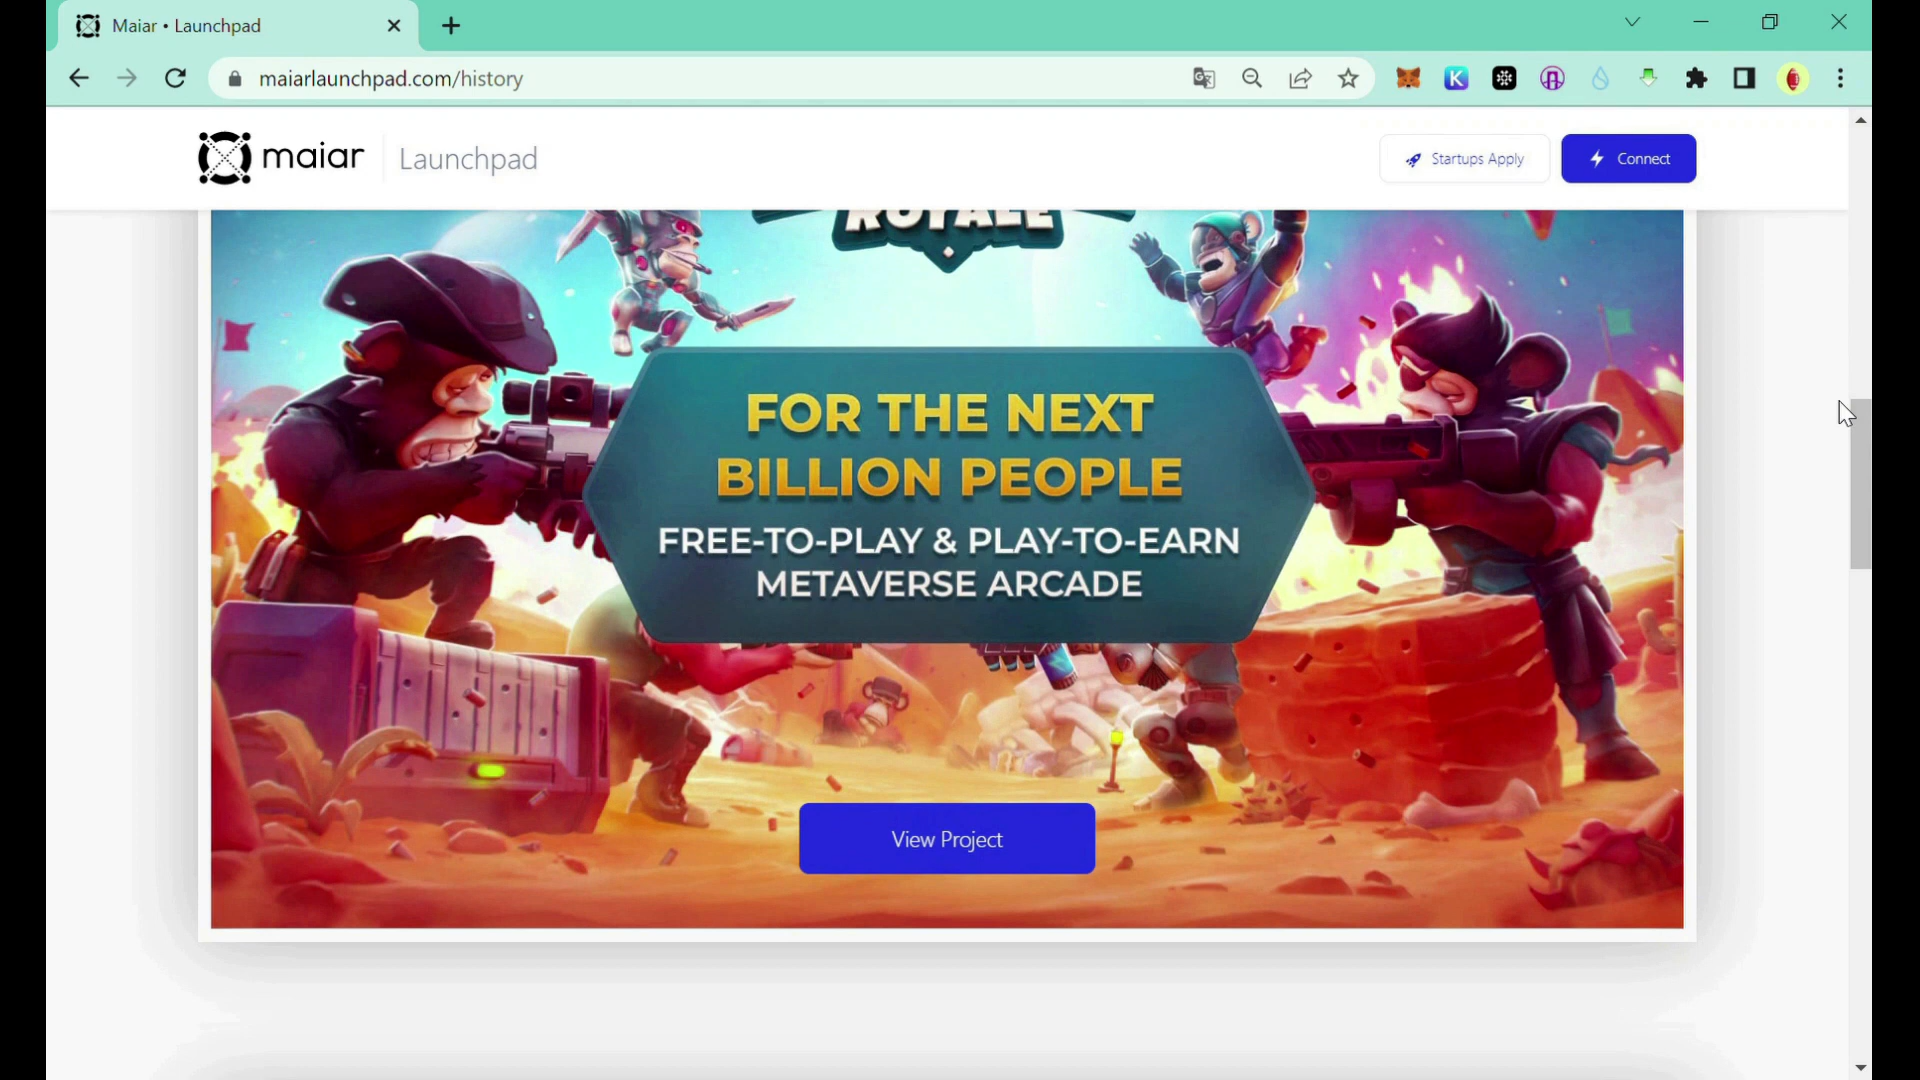 Maiar • Launchpad
maiarlaunchpad.com/history
maiar
Launchpad
Startups Apply
Connect
ROYALE
FOR THE NEXT
BILLION PEOPLE
FREE-TO-PLAY & PLAY-TO-EARN
METAVERSE ARCADE
View Project